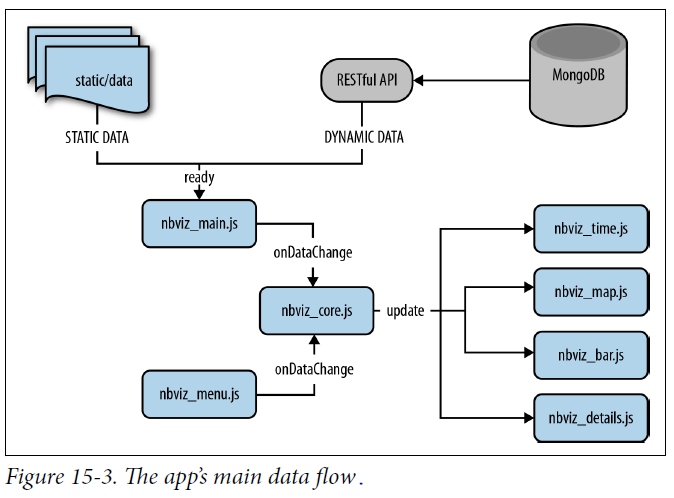 static/data
RESTful API
MongoDB
STATIC DATA
DYNAMIC DATA
ready
nbviz_main.js
onDataChange
nbviz_core.js
update
onDataChange
nbviz_menu.js
nbviz_time.js
nbviz_map.js
nbviz_bar.js
nbviz_details.js
Figure 15-3. The app's main data flow.